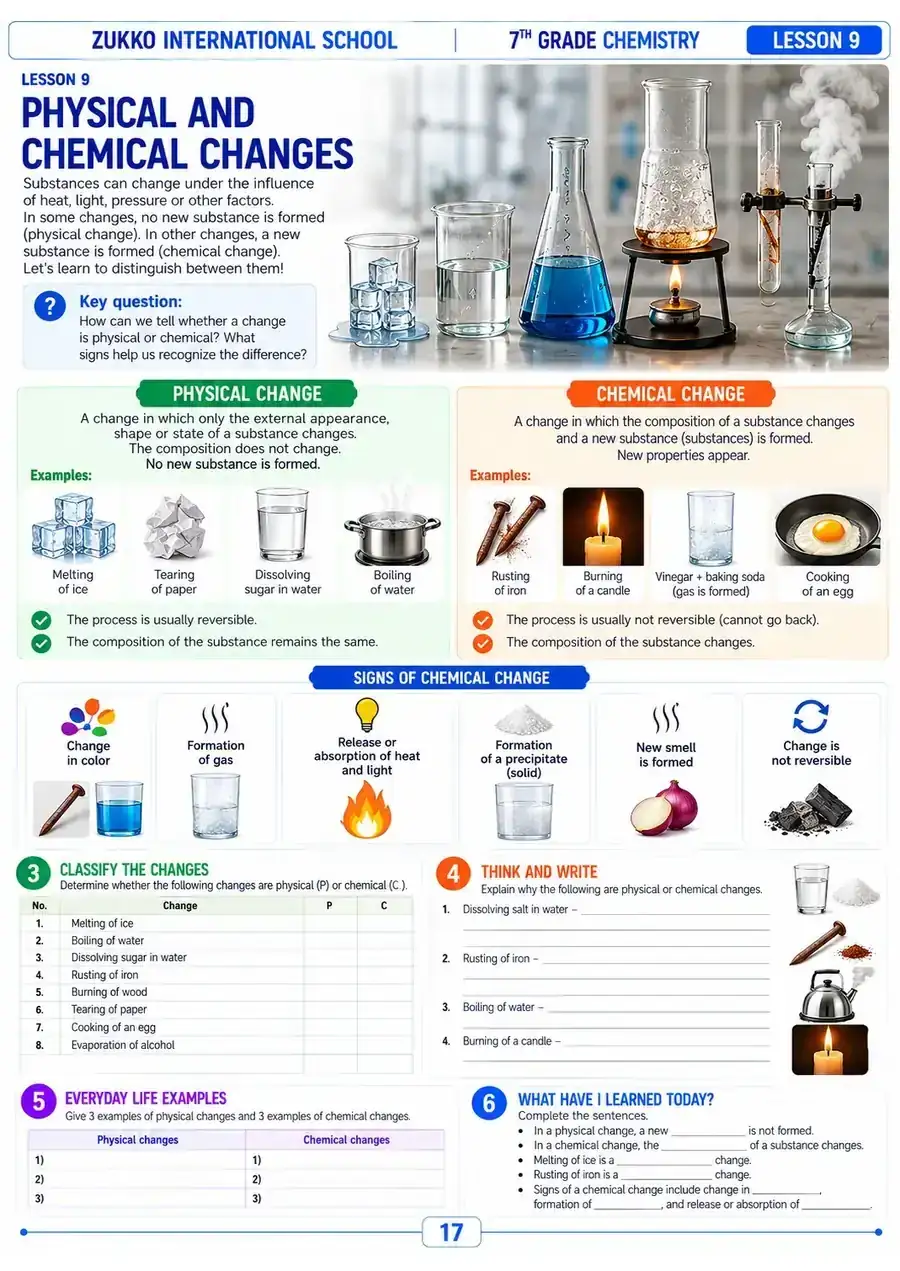 ZUKKO INTERNATIONAL SCHOOL
7TH GRADE CHEMISTRY
LESSON 9
LESSON 9
PHYSICAL AND
CHEMICAL CHANGES
Substances can change under the influence
of heat, light, pressure or other factors.
In some changes, no new substance is formed
(physical change). In other changes, a new
substance is formed (chemical change).
Let's learn to distinguish between them!
?
Key question:
How can we tell whether a change
is physical or chemical? What
signs help us recognize the difference?
PHYSICAL CHANGE
A change in which only the external appearance,
shape or state of a substance changes.
The composition does not change.
No new substance is formed.
Examples:
Melting
of ice
Tearing
of paper
Dissolving
sugar in water
Boiling
of water
The process is usually reversible.
The composition of the substance remains the same.
CHEMICAL CHANGE
A change in which the composition of a substance changes
and a new substance (substances) is formed.
New properties appear.
Examples:
Rusting
of iron
Burning
of a candle
Vinegar + baking soda
(gas is formed)
Cooking
of an egg
The process is usually not reversible (cannot go back).
The composition of the substance changes.
SIGNS OF CHEMICAL CHANGE
Change
in color
Formation
of gas
Release or
absorption of heat
and light
Formation
of a precipitate
(solid)
New smell
is formed
Change is
not reversible
3
CLASSIFY THE CHANGES
Determine whether the following changes are physical (P) or chemical (C ).
No. Change P C
1. Melting of ice
2. Boiling of water
3. Dissolving sugar in water
4. Rusting of iron
5. Burning of wood
6. Tearing of paper
7. Cooking of an egg
8. Evaporation of alcohol
4
THINK AND WRITE
Explain why the following are physical or chemical changes.
1. Dissolving salt in water –
2. Rusting of iron –
3. Boiling of water –
4. Burning of a candle –
5
EVERYDAY LIFE EXAMPLES
Give 3 examples of physical changes and 3 examples of chemical changes.
Physical changes Chemical changes
1) 1)
2) 2)
3) 3)
6
WHAT HAVE I LEARNED TODAY?
Complete the sentences.
• In a physical change, a new ______________ is not formed.
• In a chemical change, the ________________ of a substance changes.
• Melting of ice is a __________________ change.
• Rusting of iron is a _________________ change.
• Signs of a chemical change include change in _____________,
formation of _____________, and release or absorption of _____________.
17